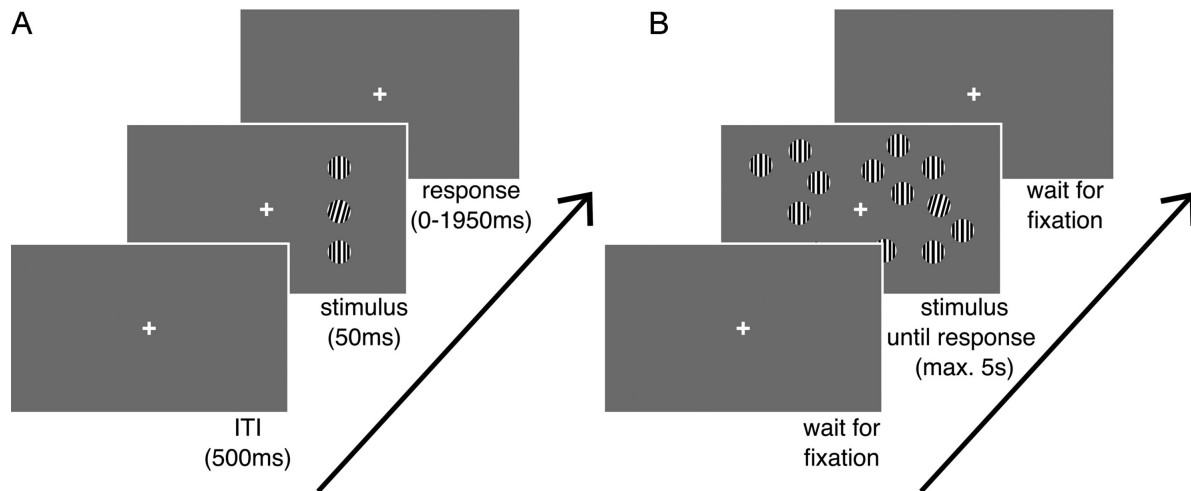 A
response
(0-1950ms)
stimulus
(50ms)
ITI
(500ms)
B
wait for
fixation
stimulus
until response
(max. 5s)
wait for
fixation